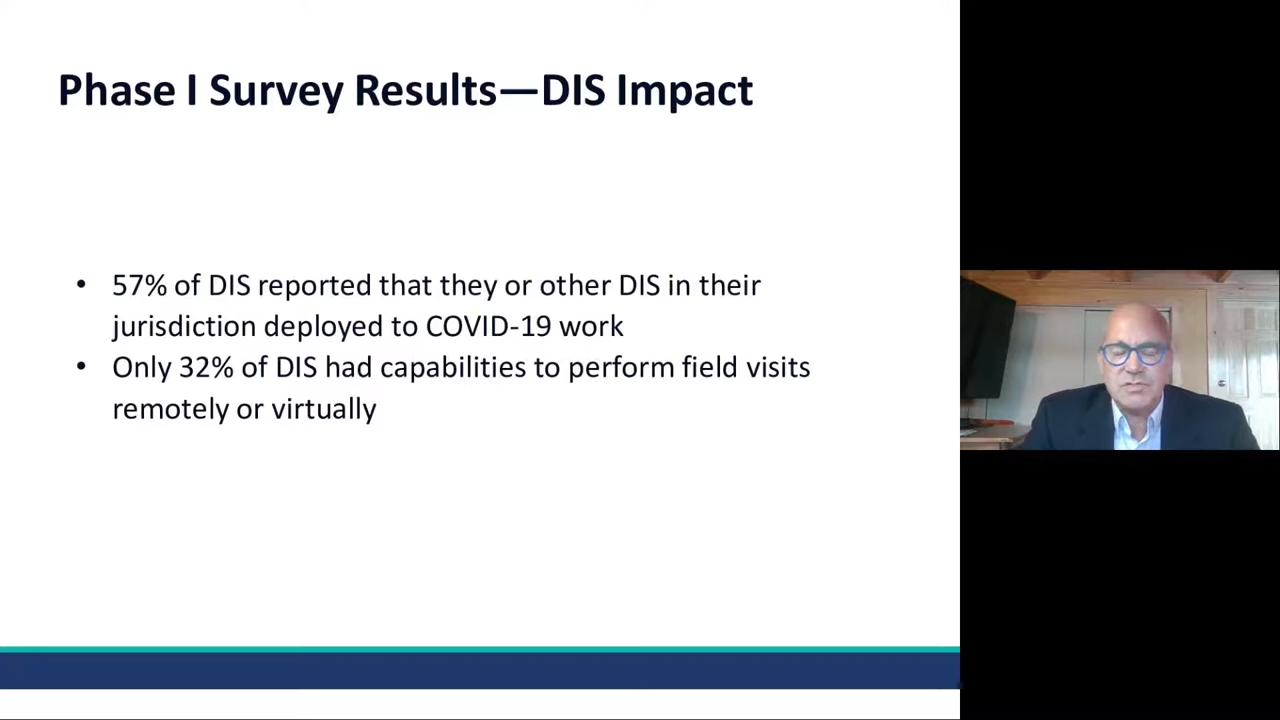 Phase I Survey Results—DIS Impact
• 57% of DIS reported that they or other DIS in their
jurisdiction deployed to COVID-19 work
• Only 32% of DIS had capabilities to perform field visits
remotely or virtually